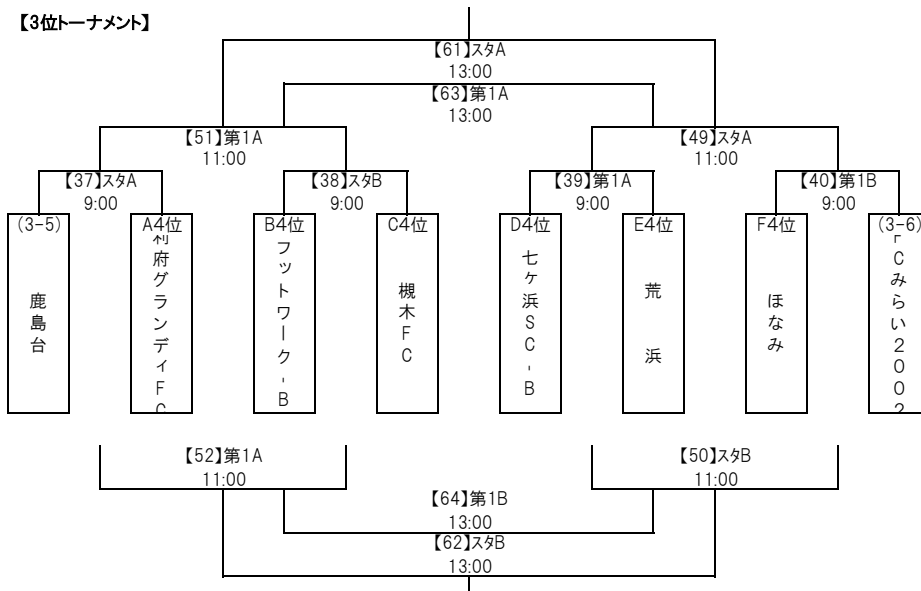 【3位トーナメント】
【61】スタA
13:00
【63】第1A
13:00
【51】第1A
11:00
【49】スタA
11:00
【37】スタA
9:00
【38】スタB
9:00
【39】第1A
9:00
【40】第1B
9:00
(3-5)
鹿島台
A4位
利府グランディFC
B4位
フットワーク-B
C4位
槻木FC
D4位
七ケ浜SC-B
E4位
荒浜
F4位
ほなみ
(3-6)
FCみらい2002
【52】第1A
11:00
【50】スタB
11:00
【64】第1B
13:00
【62】スタB
13:00